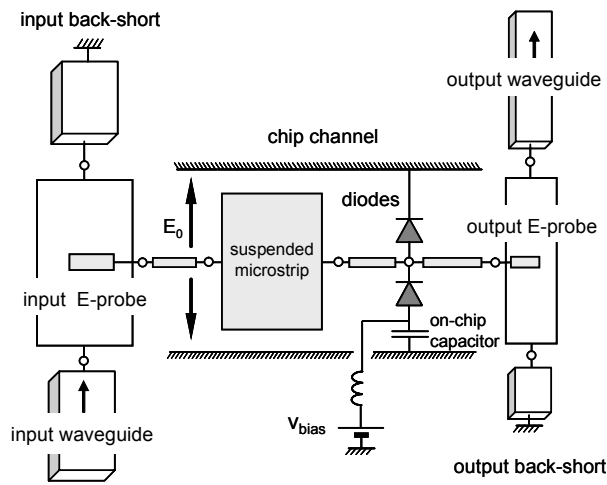 input back-short
output waveguide
chip channel
diodes
E0
suspended
microstrip
output E-probe
input E-probe
on-chip
capacitor
Vbias
input waveguide
output back-short